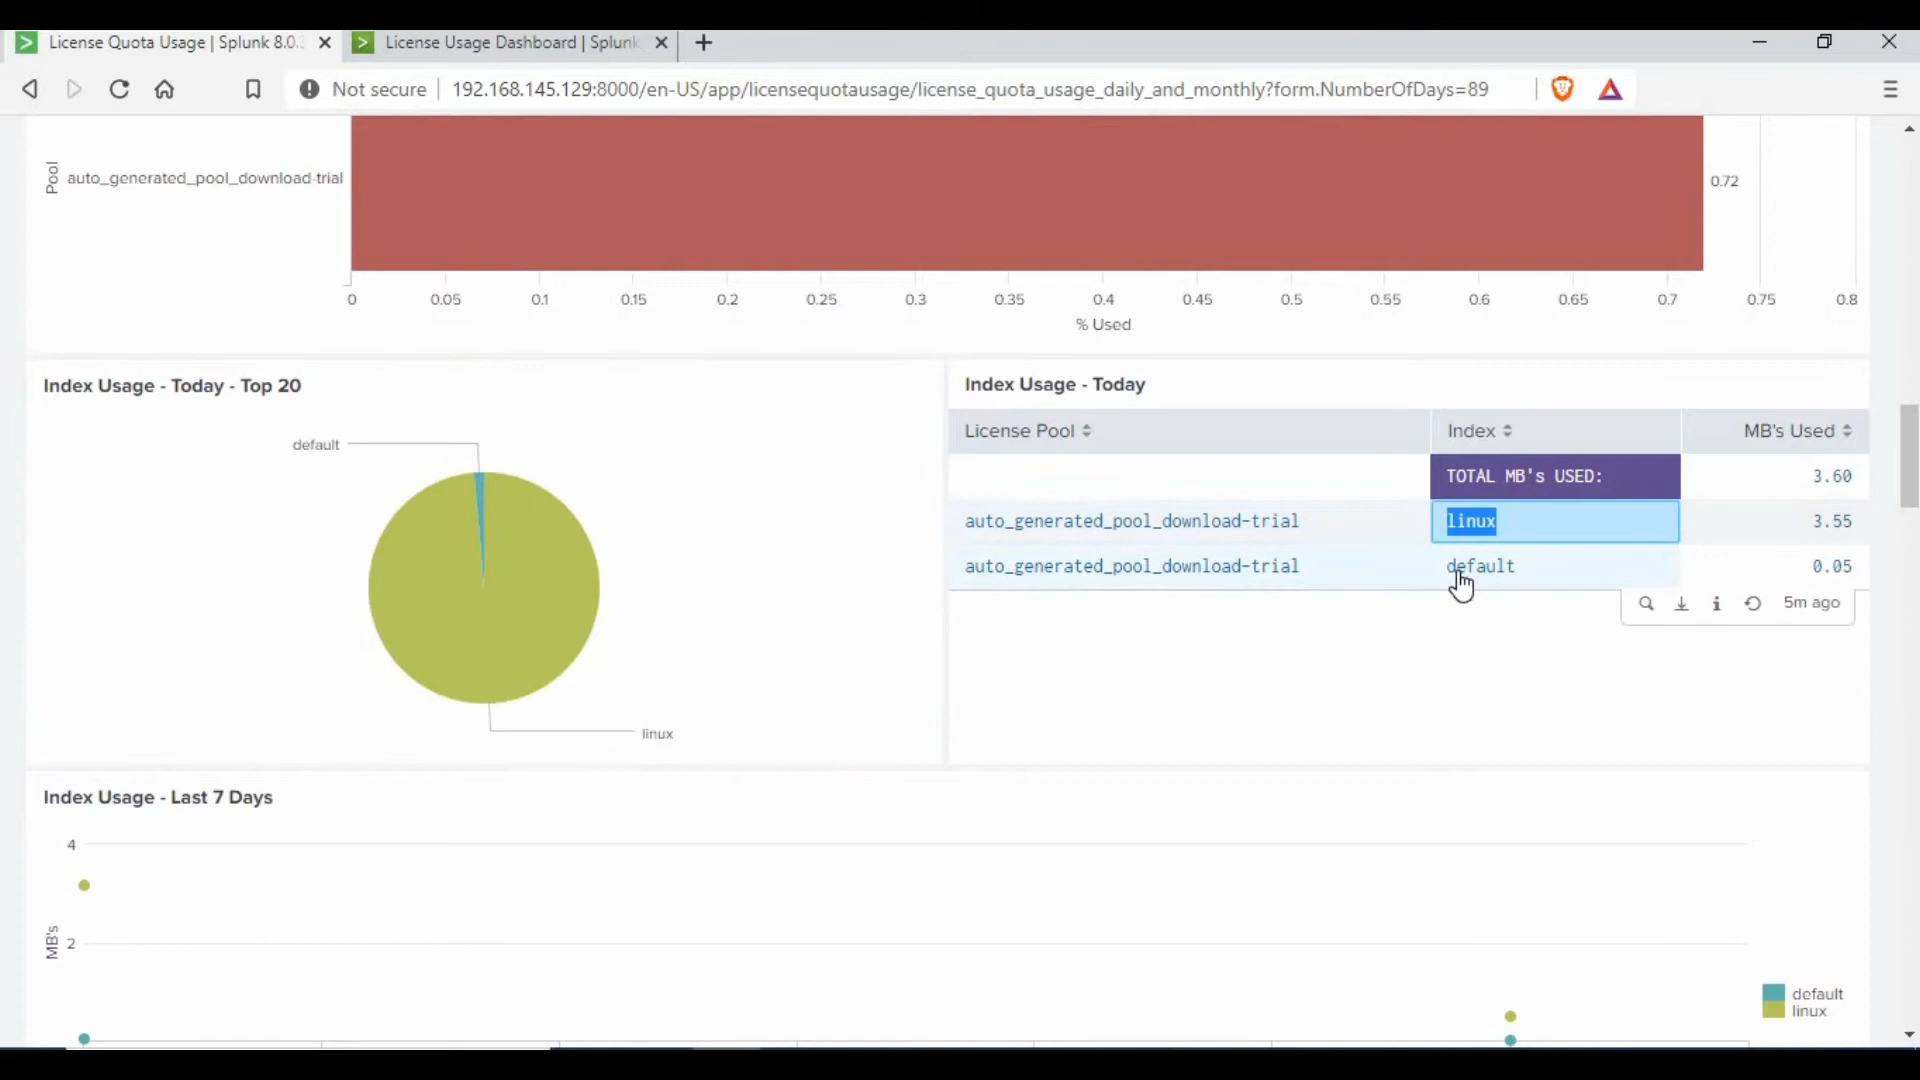 License Quota Usage | Splunk 8.0.
License Usage Dashboard | Splunk
Not secure
192.168.145.129:8000/en-US/app/licensequotausage/license_quota_usage_daily_and_monthly?form.NumberOfDays=89
Pool
auto_generated_pool_download-trial
0.72
0 0.05 0.1 0.15 0.2 0.25 0.3 0.35 0.4 0.45 0.5 0.55 0.6 0.65 0.7 0.75 0.8
% Used
Index Usage - Today - Top 20
default
linux
Index Usage - Today
License Pool Index MB's Used
TOTAL MB's USED: 3.60
auto_generated_pool_download-trial linux 3.55
auto_generated_pool_download-trial default 0.05
5m ago
Index Usage - Last 7 Days
4
MB's
2
default
linux